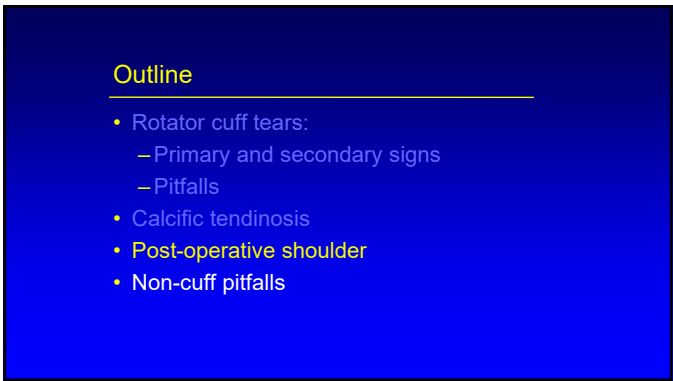 Outline
• Rotator cuff tears:
– Primary and secondary signs
– Pitfalls
• Calcific tendinosis
• Post-operative shoulder
• Non-cuff pitfalls